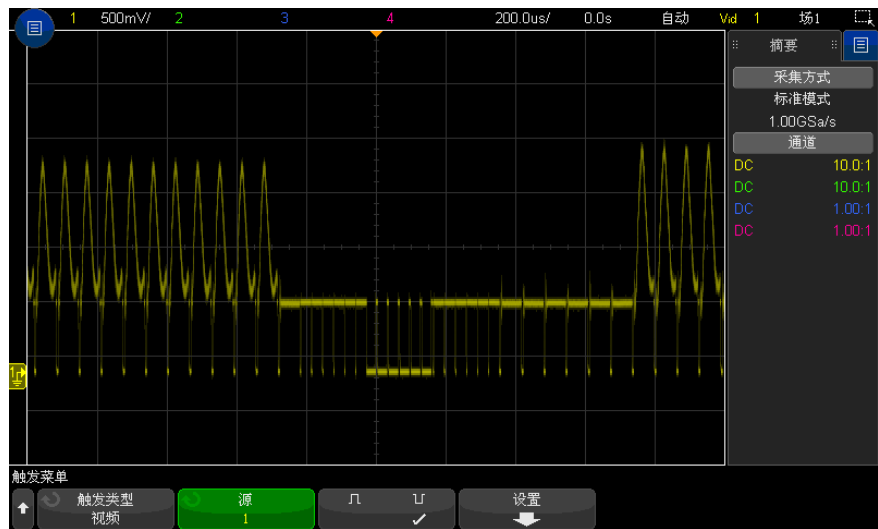 1 500mV/ 2 3 4 200.0us/ 0.0s 自动 Vid 1 场1
摘要
采集方式
标准模式
1.00GSa/s
通道
DC 10.0:1
DC 10.0:1
DC 1.00:1
DC 1.00:1
1
触发菜单
触发类型 源 设置
视频 1